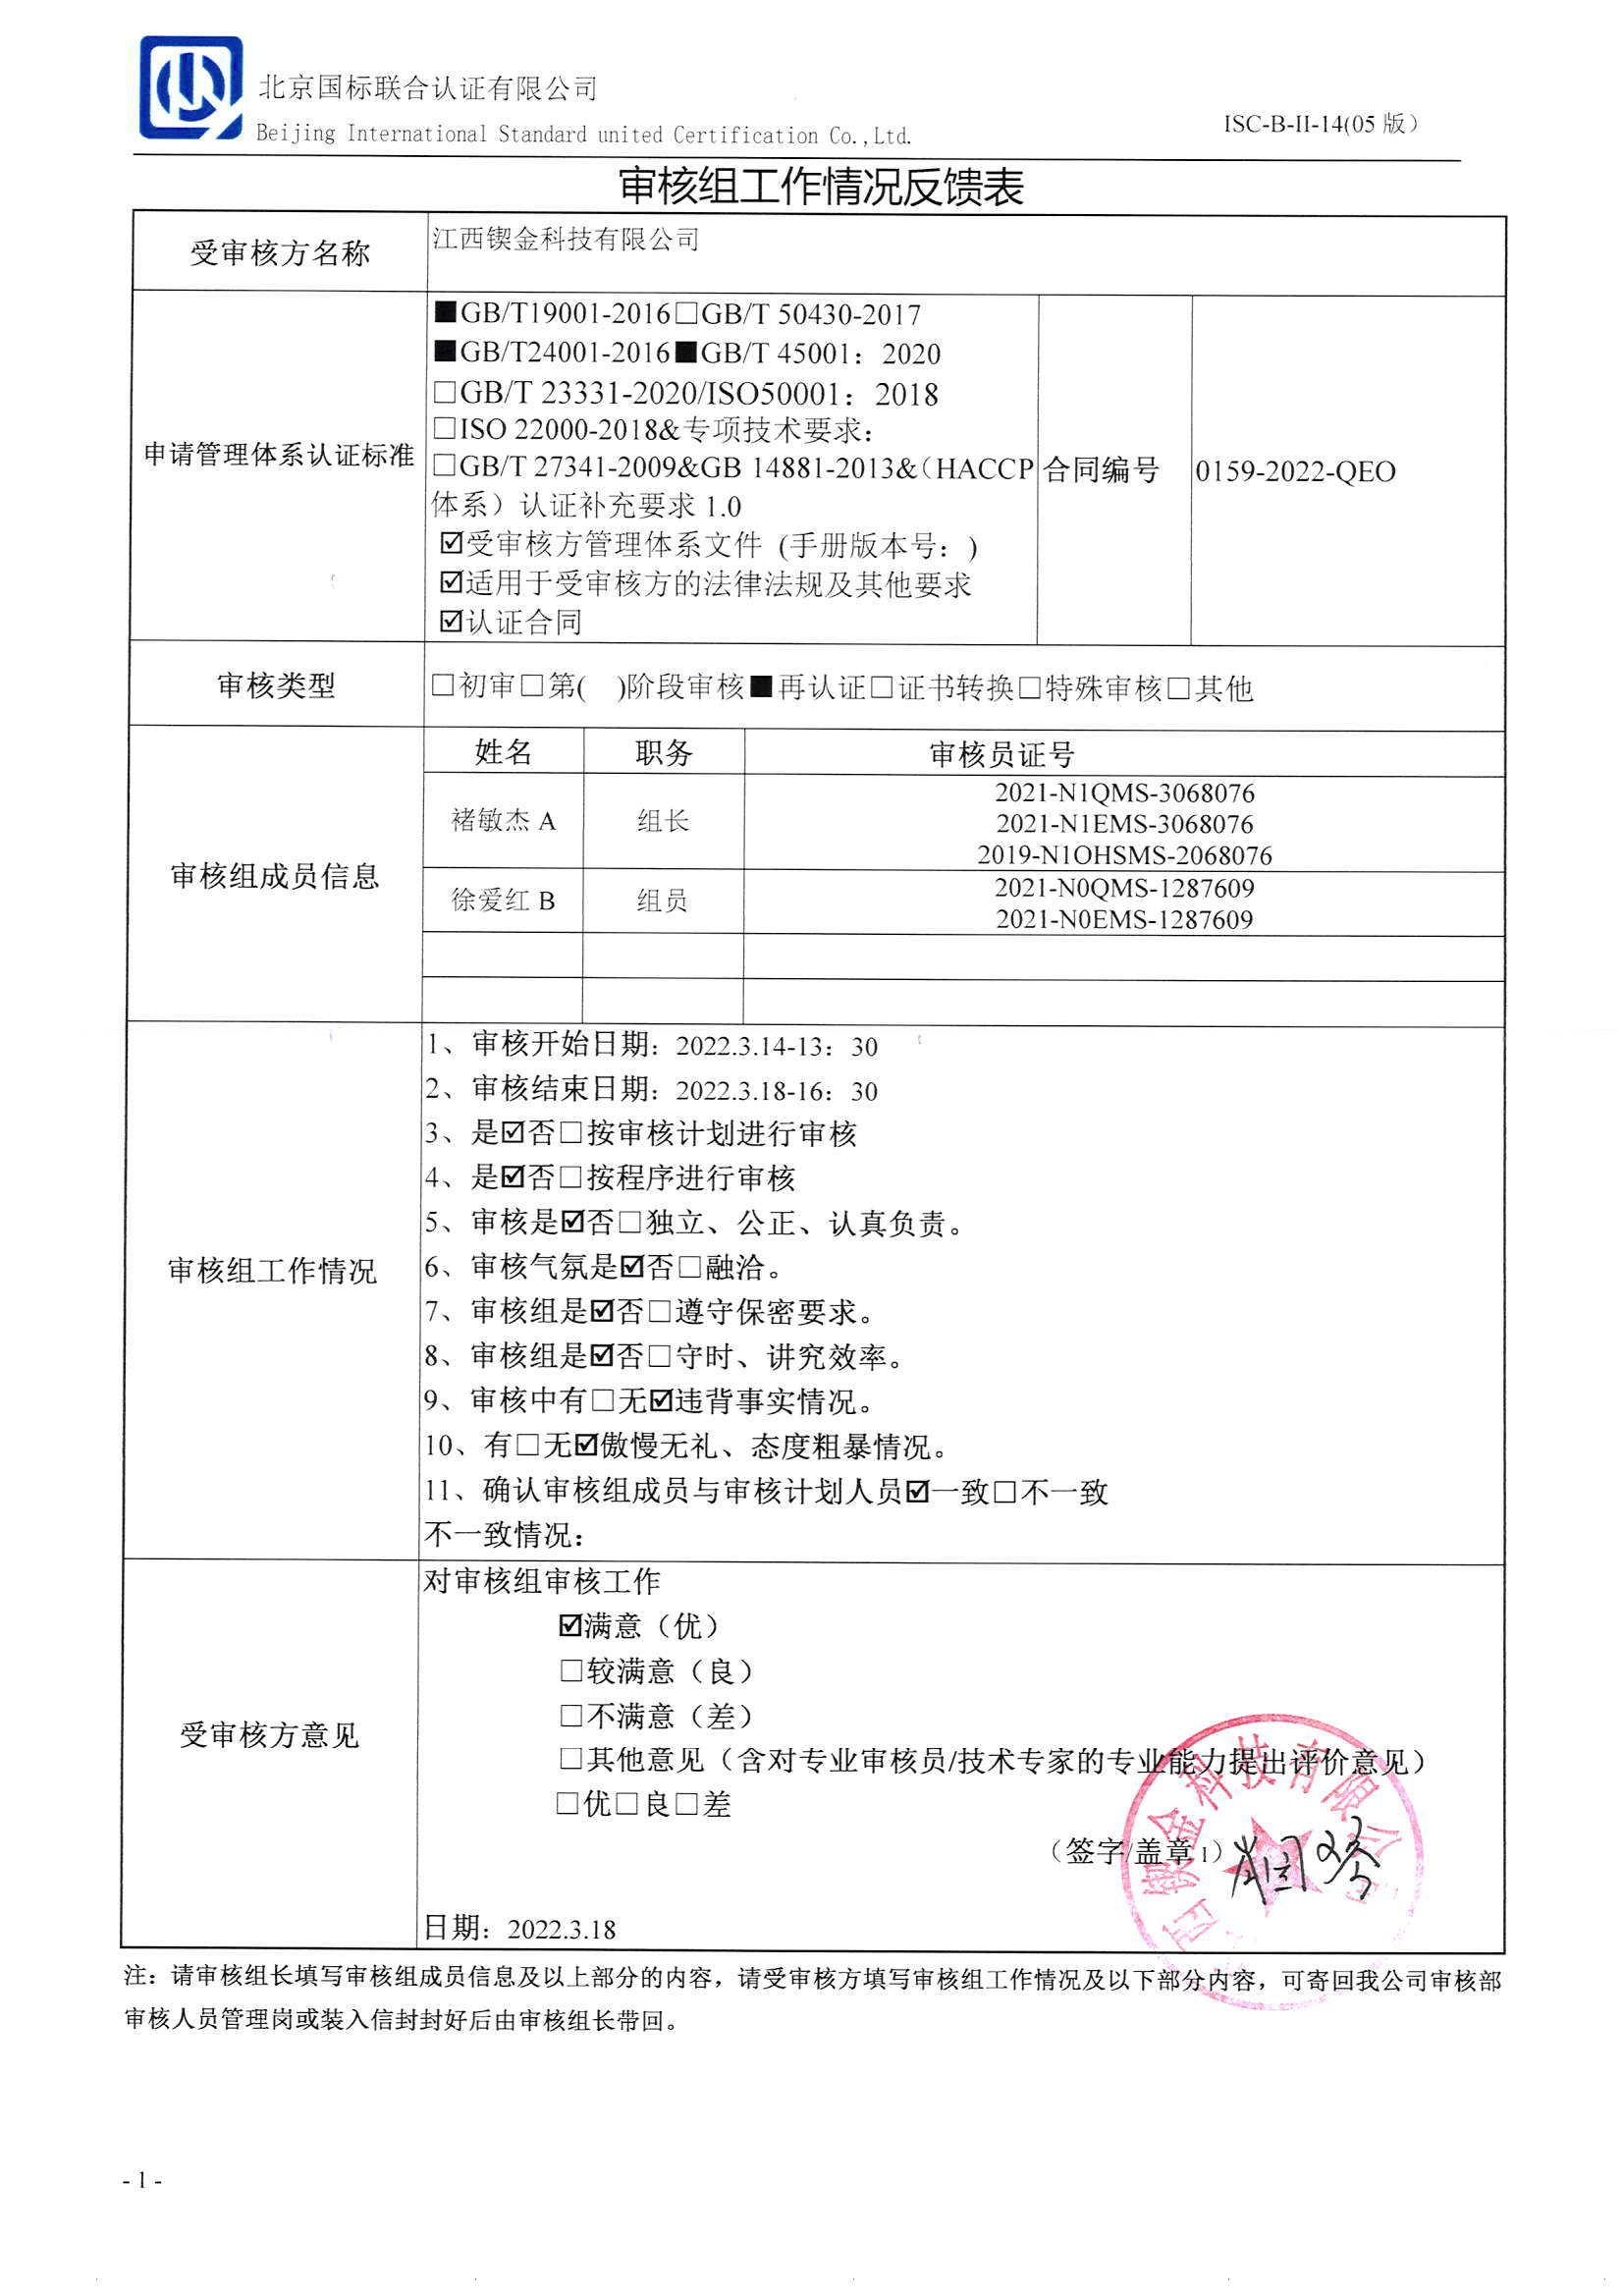 北京国标联合认证有限公司
Beijing International Standard united Certification Co.,Ltd.
ISC-B-II-14(05 版）
审核组工作情况反馈表
受审核方名称
江西锲金科技有限公司
申请管理体系认证标准
■GB/T19001-2016□GB/T 50430-2017
■GB/T24001-2016■GB/T 45001：2020
□GB/T 23331-2020/ISO50001：2018
□ISO 22000-2018&专项技术要求：
□GB/T 27341-2009&GB 14881-2013&（HACCP
体系）认证补充要求 1.0
☑受审核方管理体系文件 (手册版本号：)
☑适用于受审核方的法律法规及其他要求
☑认证合同
合同编号
0159-2022-QEO
审核类型
□初审□第( )阶段审核■再认证□证书转换□特殊审核□其他
审核组成员信息
姓名 职务 审核员证号
褚敏杰 A 组长
2021-N1QMS-3068076
2021-N1EMS-3068076
2019-N1OHSMS-2068076
徐爱红 B 组员
2021-N0QMS-1287609
2021-N0EMS-1287609
审核组工作情况
1、审核开始日期：2022.3.14-13：30
2、审核结束日期：2022.3.18-16：30
3、是☑否□按审核计划进行审核
4、是☑否□按程序进行审核
5、审核是☑否□独立、公正、认真负责。
6、审核气氛是☑否□融洽。
7、审核组是☑否□遵守保密要求。
8、审核组是☑否□守时、讲究效率。
9、审核中有□无☑违背事实情况。
10、有□无☑傲慢无礼、态度粗暴情况。
11、确认审核组成员与审核计划人员☑一致□不一致
不一致情况：
受审核方意见
对审核组审核工作
☑满意（优）
□较满意（良）
□不满意（差）
□其他意见（含对专业审核员/技术专家的专业能力提出评价意见）
□优□良□差
（签字/盖章 1）
西锲金科技有限公司
日期：2022.3.18
注：请审核组长填写审核组成员信息及以上部分的内容，请受审核方填写审核组工作情况及以下部分内容，可寄回我公司审核部
审核人员管理岗或装入信封封好后由审核组长带回。
- 1 -